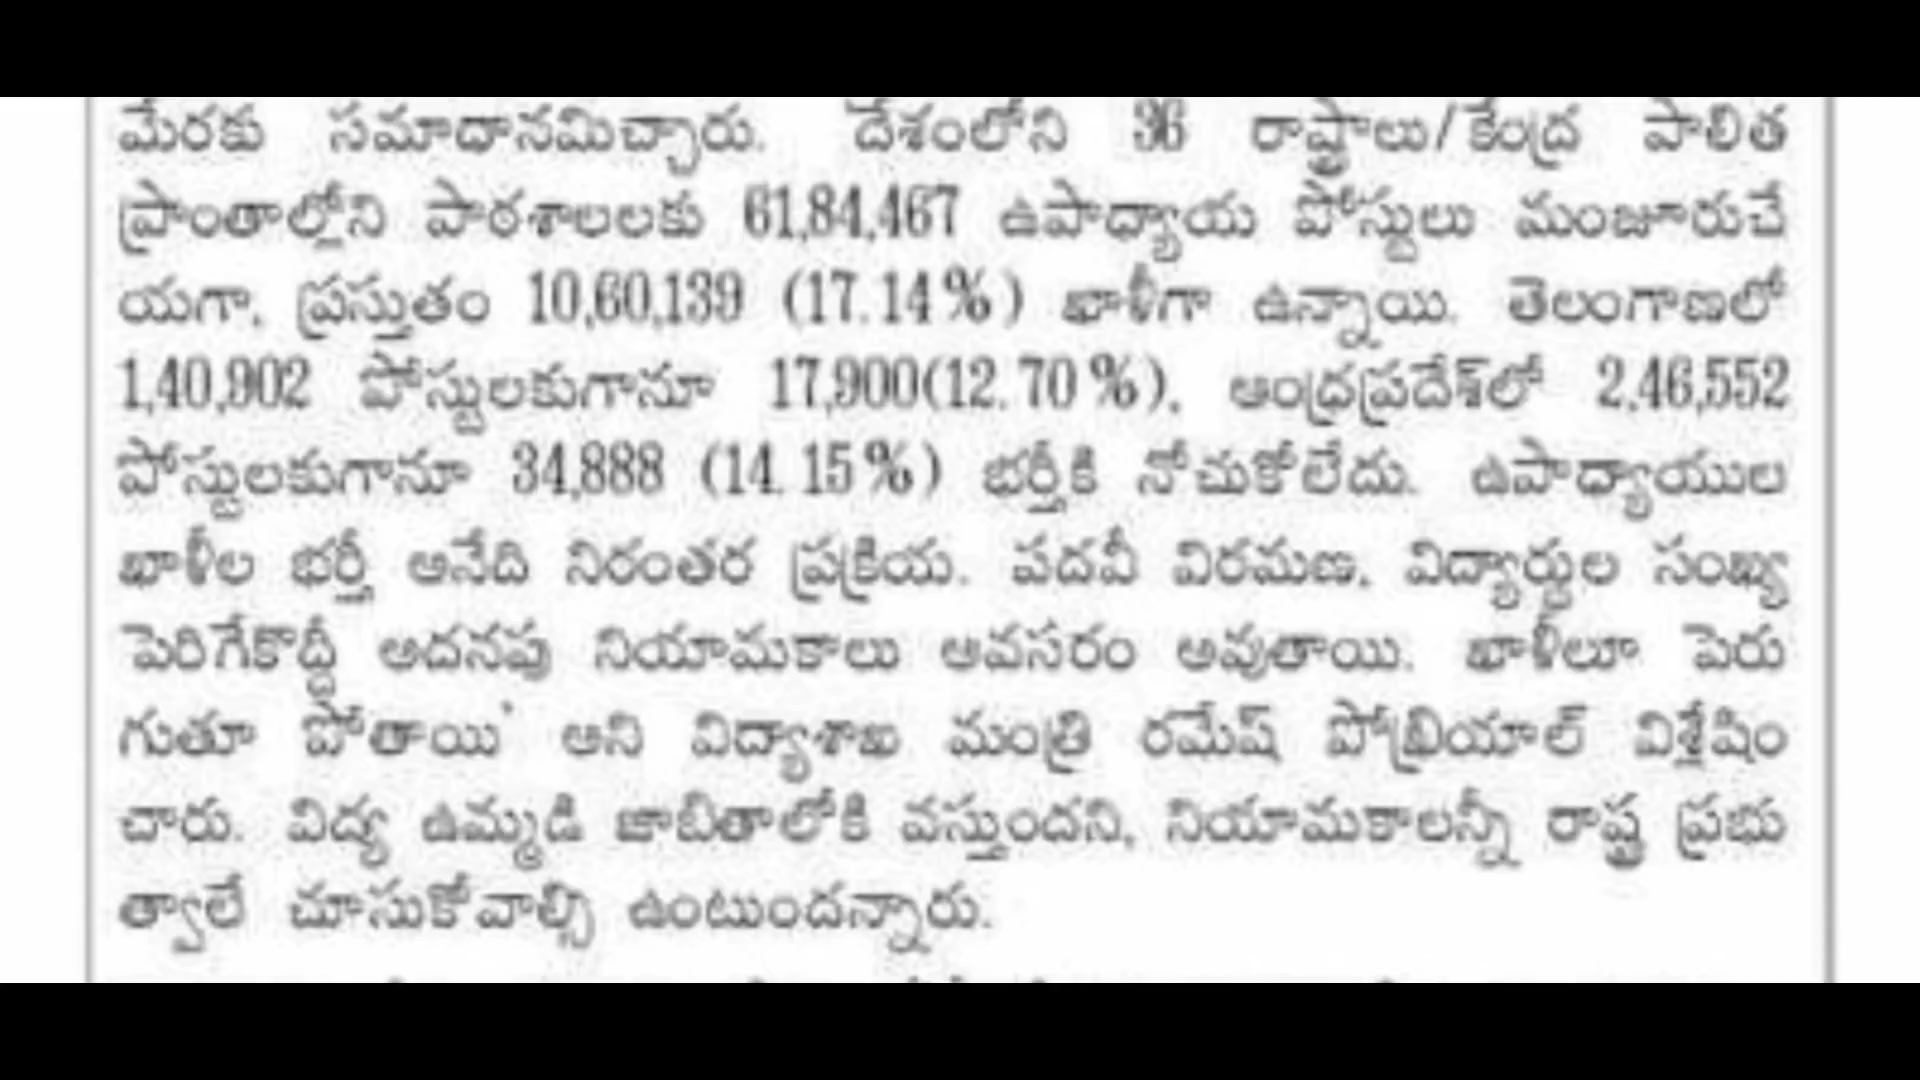 మేరకు సమాధానమిచ్చారు. దేశంలోని 36 రాష్ట్రాలు/కేంద్ర పాలిత
ప్రాంతాల్లోని పాఠశాలలకు 61,84,467 ఉపాధ్యాయ పోస్టులు మంజూరుచే
యగా, ప్రస్తుతం 10,60,139 (17.14%) ఖాళీగా ఉన్నాయి. తెలంగాణలో
1,40,902 పోస్టులకుగానూ 17,900(12.70%), ఆంధ్రప్రదేశ్‌లో 2,46,552
పోస్టులకుగానూ 34,888 (14.15%) భర్తీకి నోచుకోలేదు. ఉపాధ్యాయుల
ఖాళీల భర్తీ అనేది నిరంతర ప్రక్రియ. పదవీ విరమణ, విద్యార్థుల సంఖ్య
పెరిగేకొద్దీ అదనపు నియామకాలు అవసరం అవుతాయి. ఖాళీలూ పెరు
గుతూ పోతాయి' అని విద్యాశాఖ మంత్రి రమేష్ పోఖ్రియాల్ విశ్లేషిం
చారు. విద్య ఉమ్మడి జాబితాలోకి వస్తుందని, నియామకాలన్నీ రాష్ట్ర ప్రభు
త్వాలే చూసుకోవాల్సి ఉంటుందన్నారు.